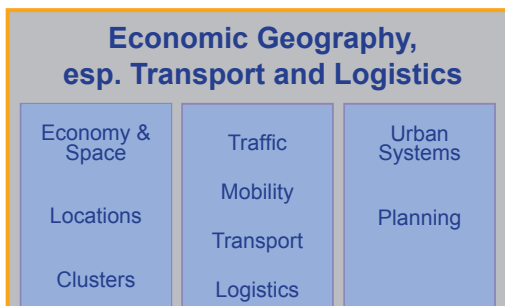 Economic Geography,
esp. Transport and Logistics
Economy &
Space
Locations
Clusters
Traffic
Mobility
Transport
Logistics
Urban
Systems
Planning